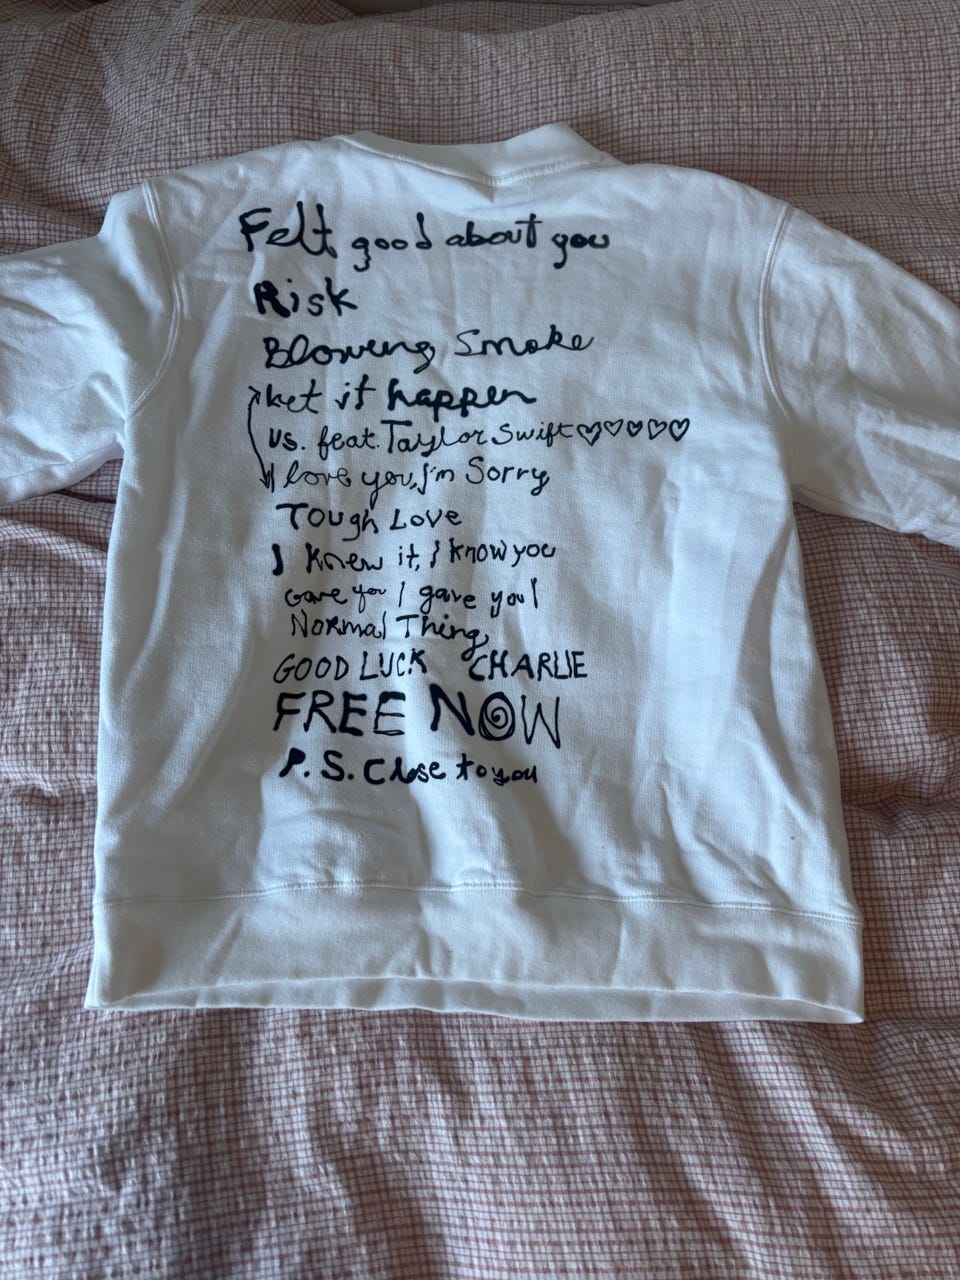 Felt good about you
Risk
Blowing Smoke
Let it happen
us. feat. Taylor Swift♡♡♡♡♡
I love you, I'm Sorry
Tough Love
I Knew it, I know you
Gave you I gave you I
Normal Thing
GOOD LUCK CHARLIE
FREE NOW
P.S. Close to you